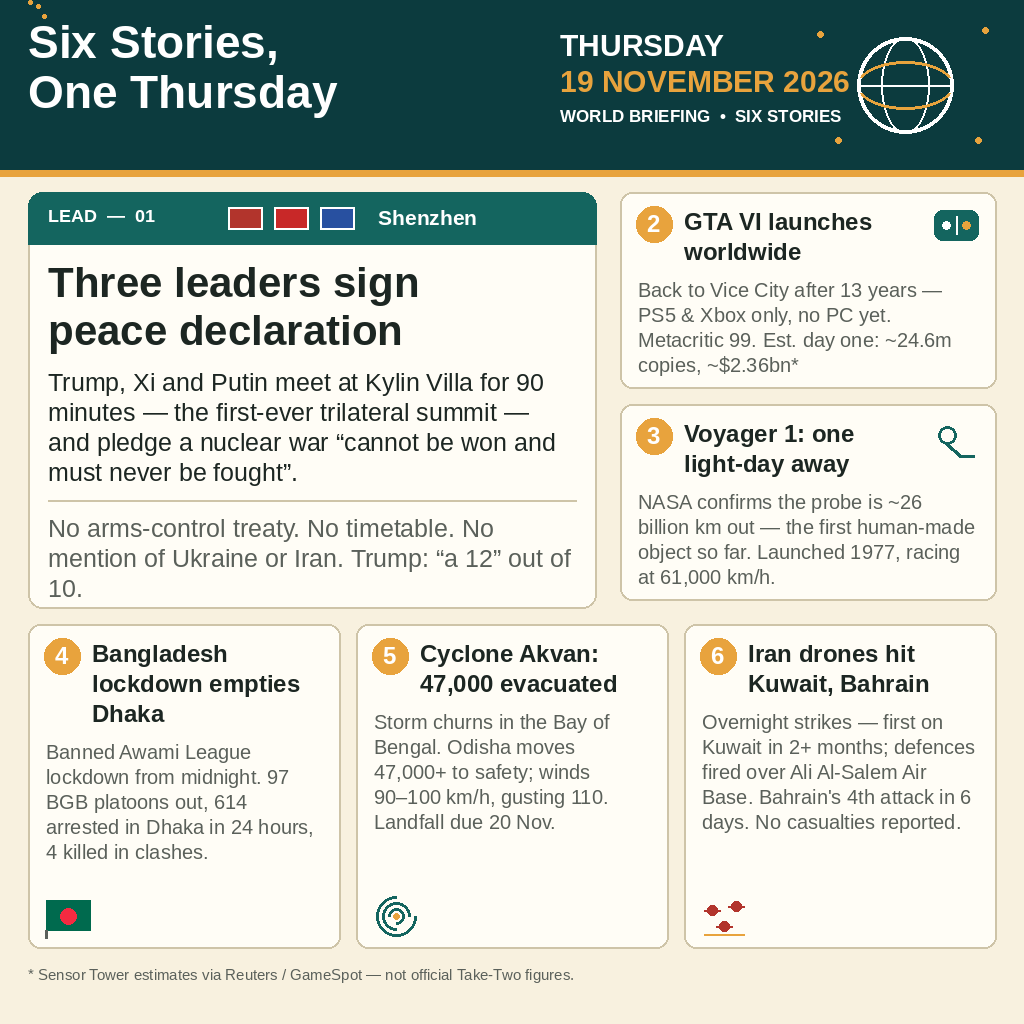 Six Stories,
One Thursday
THURSDAY
19 NOVEMBER 2026
WORLD BRIEFING • SIX STORIES
LEAD — 01
Shenzhen
Three leaders sign
peace declaration
Trump, Xi and Putin meet at Kylin Villa for 90
minutes — the first-ever trilateral summit —
and pledge a nuclear war “cannot be won and
must never be fought”.
No arms-control treaty. No timetable. No
mention of Ukraine or Iran. Trump: “a 12” out of
10.
2
GTA VI launches
worldwide
Back to Vice City after 13 years —
PS5 & Xbox only, no PC yet.
Metacritic 99. Est. day one: ~24.6m
copies, ~$2.36bn*
3
Voyager 1: one
light-day away
NASA confirms the probe is ~26
billion km out — the first human-made
object so far. Launched 1977, racing
at 61,000 km/h.
4
Bangladesh
lockdown empties
Dhaka
Banned Awami League
lockdown from midnight. 97
BGB platoons out, 614
arrested in Dhaka in 24 hours,
4 killed in clashes.
5
Cyclone Akvan:
47,000 evacuated
Storm churns in the Bay of
Bengal. Odisha moves
47,000+ to safety; winds
90–100 km/h, gusting 110.
Landfall due 20 Nov.
6
Iran drones hit
Kuwait, Bahrain
Overnight strikes — first on
Kuwait in 2+ months; defences
fired over Ali Al-Salem Air
Base. Bahrain's 4th attack in 6
days. No casualties reported.
* Sensor Tower estimates via Reuters / GameSpot — not official Take-Two figures.